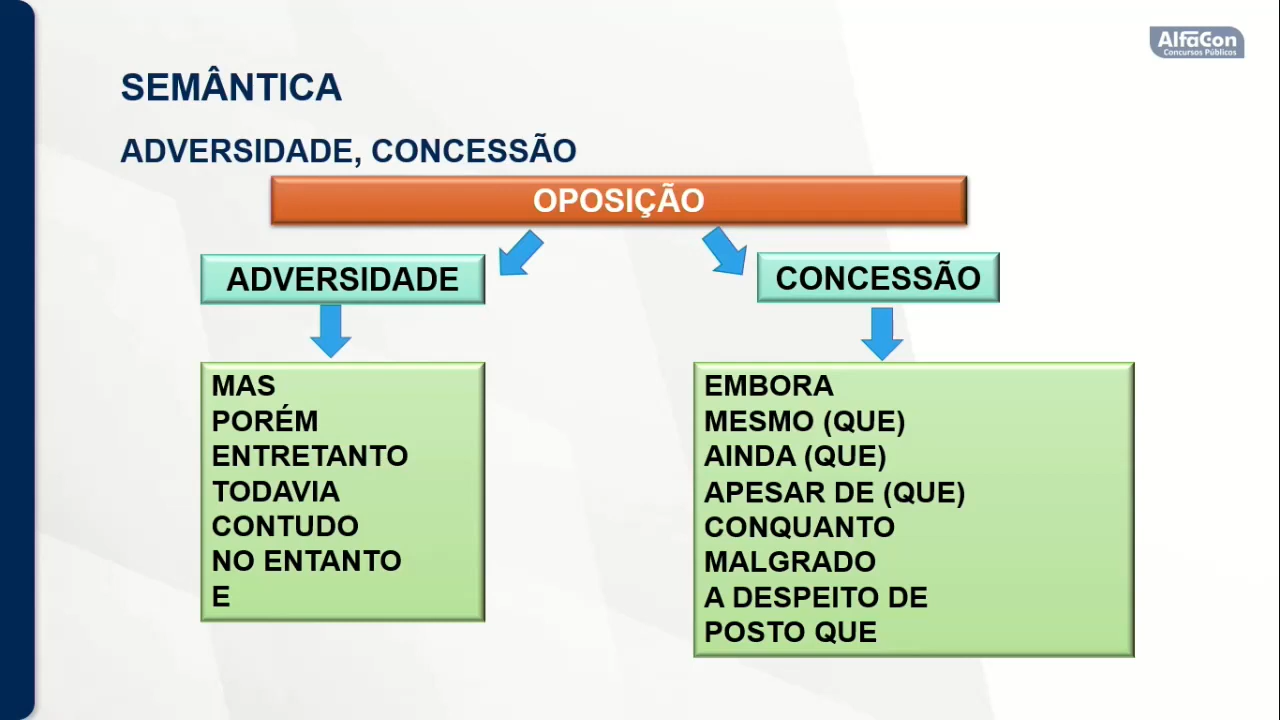 AlfaCon
Concursos Públicos
SEMÂNTICA
ADVERSIDADE, CONCESSÃO
OPOSIÇÃO
ADVERSIDADE
CONCESSÃO
MAS
PORÉM
ENTRETANTO
TODAVIA
CONTUDO
NO ENTANTO
E
EMBORA
MESMO (QUE)
AINDA (QUE)
APESAR DE (QUE)
CONQUANTO
MALGRADO
A DESPEITO DE
POSTO QUE